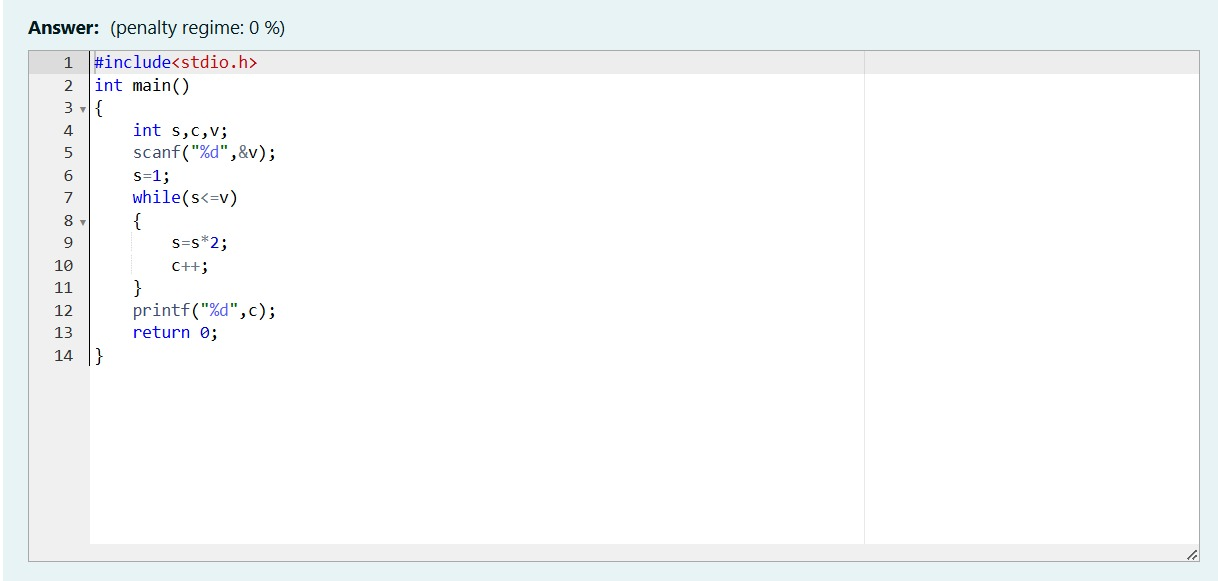 Answer: (penalty regime: 0 %)
1 #include<stdio.h>
2 int main()
3 {
4     int s,c,v;
5     scanf("%d",&v);
6     s=1;
7     while(s<=v)
8     {
9         s=s*2;
10         c++;
11     }
12     printf("%d",c);
13     return 0;
14 }